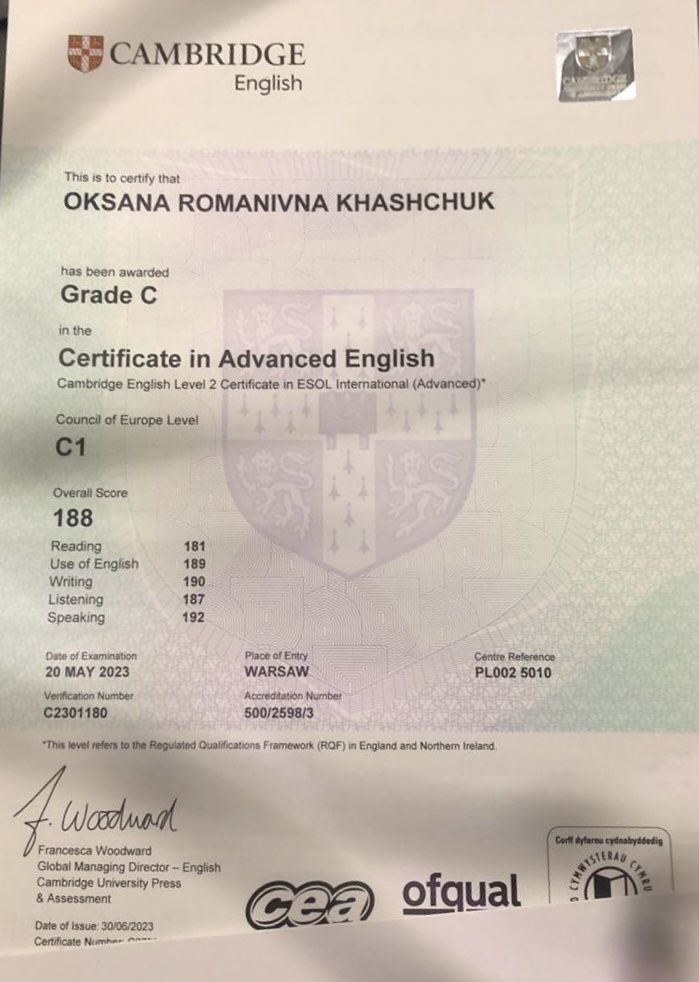 CAMBRIDGE
English
CAMBRIDGE
This is to certify that
OKSANA ROMANIVNA KHASHCHUK
has been awarded
Grade C
in the
Certificate in Advanced English
Cambridge English Level 2 Certificate in ESOL International (Advanced)*
Council of Europe Level
C1
Overall Score
188
Reading 181
Use of English 189
Writing 190
Listening 187
Speaking 192
Date of Examination Place of Entry Centre Reference
20 MAY 2023 WARSAW PL002 5010
Verification Number Accreditation Number
C2301180 500/2598/3
*This level refers to the Regulated Qualifications Framework (RQF) in England and Northern Ireland.
F. Woodward
Francesca Woodward
Global Managing Director – English
Cambridge University Press
& Assessment
Date of Issue: 30/06/2023
Certificate Number
cea
ofqual
Corff dyfarnu cydnabyddedig
CYMWYSTERAU CYMRU